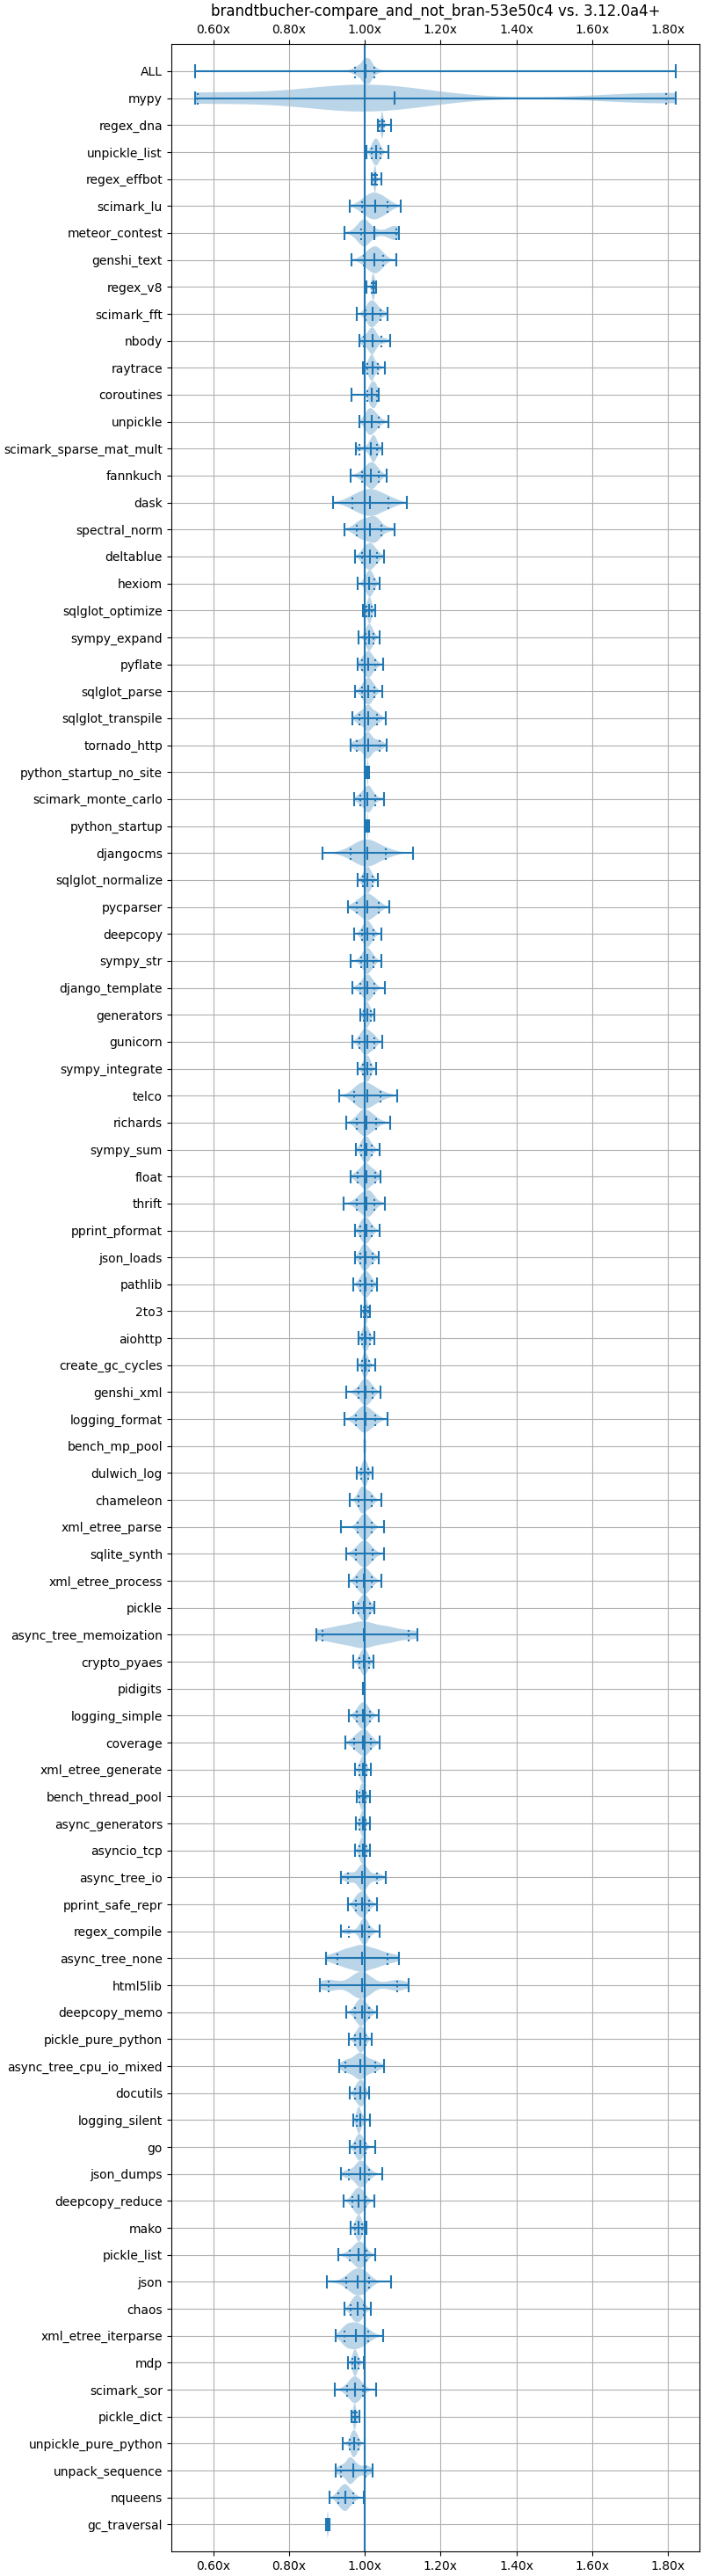 brandtbucher-compare_and_not_bran-53e50c4 vs. 3.12.0a4+
0.60x 0.80x 1.00x 1.20x 1.40x 1.60x 1.80x
ALL
mypy
regex_dna
unpickle_list
regex_effbot
scimark_lu
meteor_contest
genshi_text
regex_v8
scimark_fft
nbody
raytrace
coroutines
unpickle
scimark_sparse_mat_mult
fannkuch
dask
spectral_norm
deltablue
hexiom
sqlglot_optimize
sympy_expand
pyflate
sqlglot_parse
sqlglot_transpile
tornado_http
python_startup_no_site
scimark_monte_carlo
python_startup
djangocms
sqlglot_normalize
pycparser
deepcopy
sympy_str
django_template
generators
gunicorn
sympy_integrate
telco
richards
sympy_sum
float
thrift
pprint_pformat
json_loads
pathlib
2to3
aiohttp
create_gc_cycles
genshi_xml
logging_format
bench_mp_pool
dulwich_log
chameleon
xml_etree_parse
sqlite_synth
xml_etree_process
pickle
async_tree_memoization
crypto_pyaes
pidigits
logging_simple
coverage
xml_etree_generate
bench_thread_pool
async_generators
asyncio_tcp
async_tree_io
pprint_safe_repr
regex_compile
async_tree_none
html5lib
deepcopy_memo
pickle_pure_python
async_tree_cpu_io_mixed
docutils
logging_silent
go
json_dumps
deepcopy_reduce
mako
pickle_list
json
chaos
xml_etree_iterparse
mdp
scimark_sor
pickle_dict
unpickle_pure_python
unpack_sequence
nqueens
gc_traversal
0.60x 0.80x 1.00x 1.20x 1.40x 1.60x 1.80x